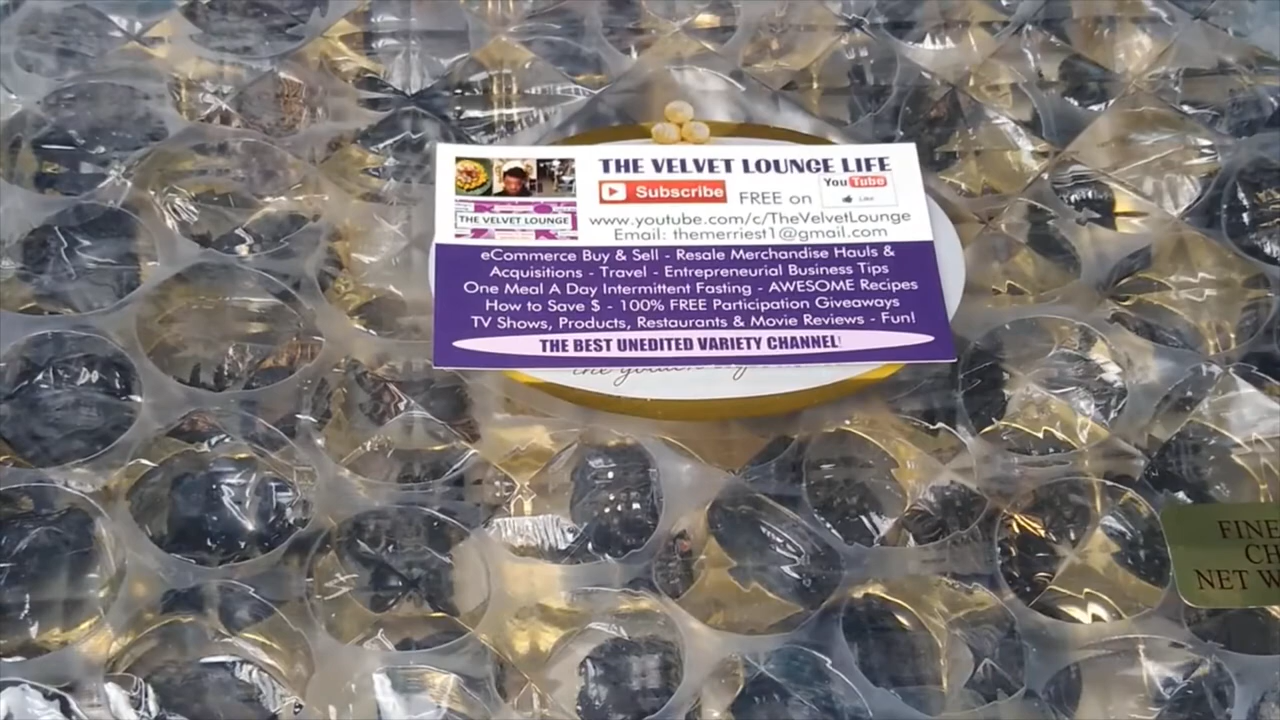 THE VELVET LOUNGE LIFE
Subscribe FREE on YouTube
Like
THE VELVET LOUNGE
www.youtube.com/c/TheVelvetLounge
Email: themerriest1@gmail.com
eCommerce Buy & Sell - Resale Merchandise Hauls &
Acquisitions - Travel - Entrepreneurial Business Tips
One Meal A Day Intermittent Fasting - AWESOME Recipes
How to Save $ - 100% FREE Participation Giveaways
TV Shows, Products, Restaurants & Movie Reviews - Fun!
THE BEST UNEDITED VARIETY CHANNEL!
the golden
FINE
CH
NET W